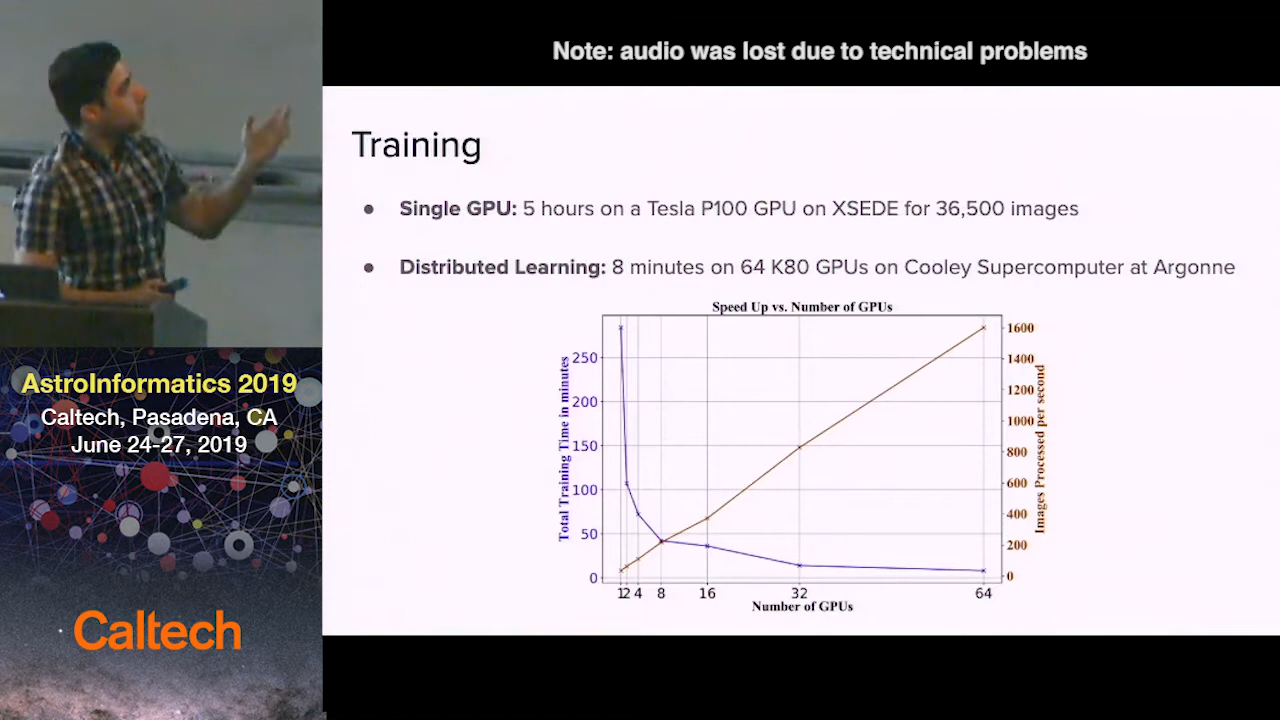 Note: audio was lost due to technical problems
Training
● Single GPU: 5 hours on a Tesla P100 GPU on XSEDE for 36,500 images
● Distributed Learning: 8 minutes on 64 K80 GPUs on Cooley Supercomputer at Argonne
Speed Up vs. Number of GPUs
Total Training Time in minutes
250
200
150
100
50
0
1600
1400
1200
1000
800
600
400
200
0
Images Processed per second
1 2 4 8 16 32 64
Number of GPUs
AstroInformatics 2019
Caltech, Pasadena, CA
June 24-27, 2019
Caltech